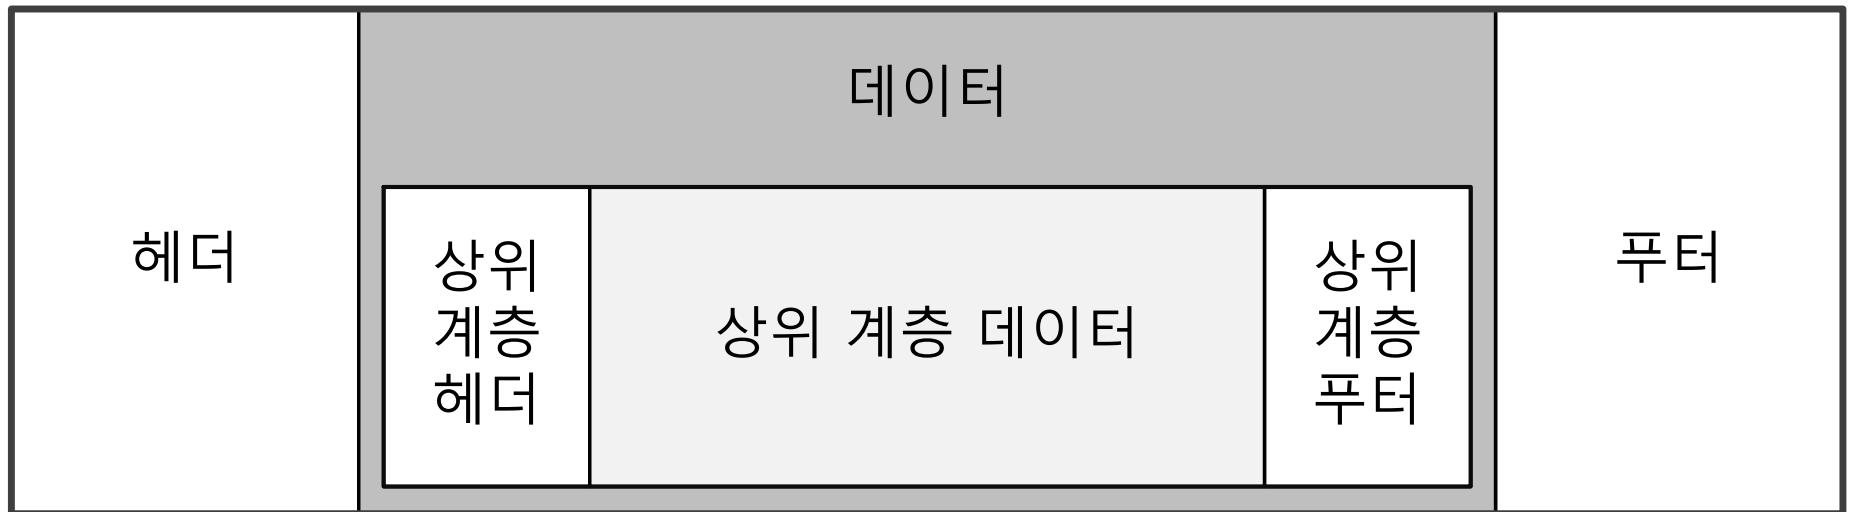 데이터
헤더
상위
계층
헤더
상위 계층 데이터
상위
계층
푸터
푸터